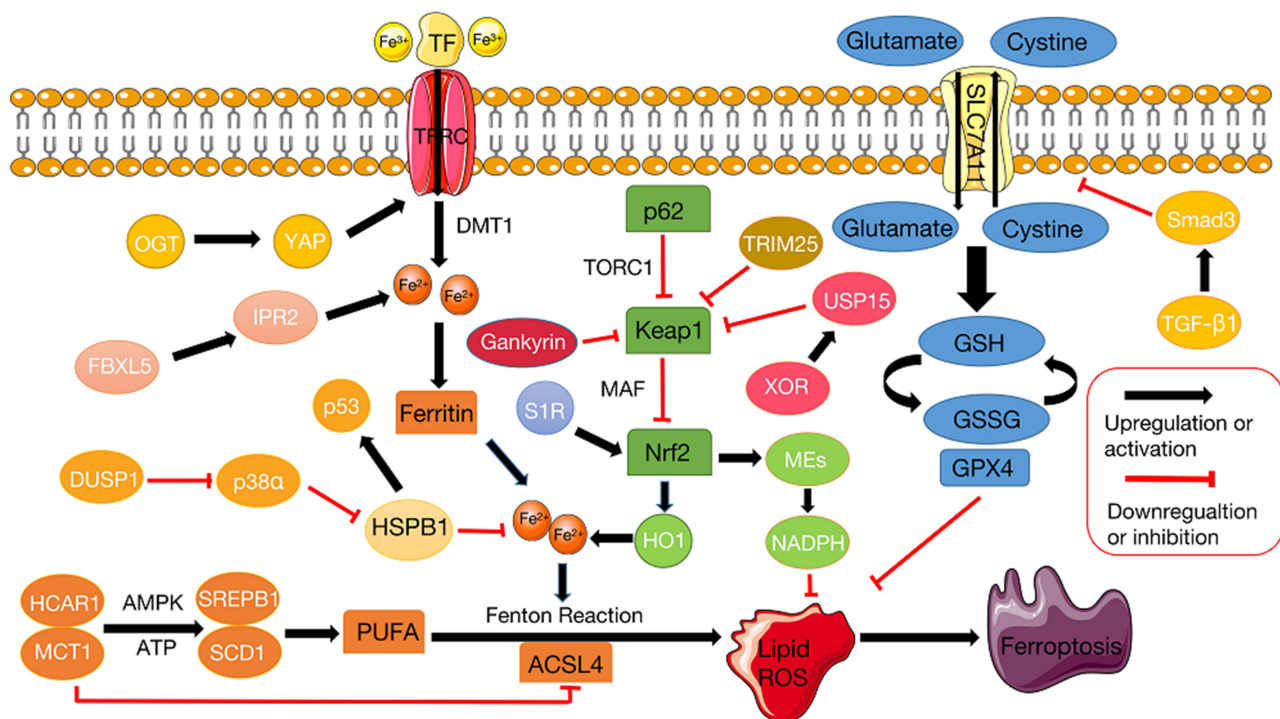 Fe³⁺ TF Fe³⁺
Glutamate
Cystine
TFRC
SLC7A11
DMT1
OGT
YAP
Fe²⁺
Fe²⁺
IPR2
FBXL5
p62
TORC1
TRIM25
USP15
Keap1
Gankyrin
MAF
XOR
Glutamate
Cystine
Smad3
TGF-β1
GSH
GSSG
GPX4
p53
Ferritin
S1R
Nrf2
MEs
DUSP1
p38α
HSPB1
Fe²⁺
Fe²⁺
HO1
NADPH
Upregulation or
activation
Downregualtion
or inhibition
HCAR1
MCT1
AMPK
ATP
SREPB1
SCD1
PUFA
Fenton Reaction
ACSL4
Lipid
ROS
Ferroptosis